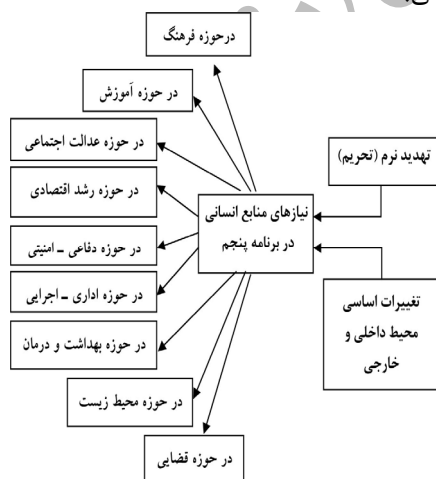 در حوزه فرهنگ
در حوزه آموزش
در حوزه عدالت اجتماعی
در حوزه رشد اقتصادی
در حوزه دفاعی ـ امنیتی
در حوزه اداری ـ اجرایی
در حوزه بهداشت و درمان
در حوزه محیط زیست
در حوزه قضایی
نیازهای منابع انسانی
در برنامه پنجم
تهدید نرم (تحریم)
تغییرات اساسی
محیط داخلی و
خارجی